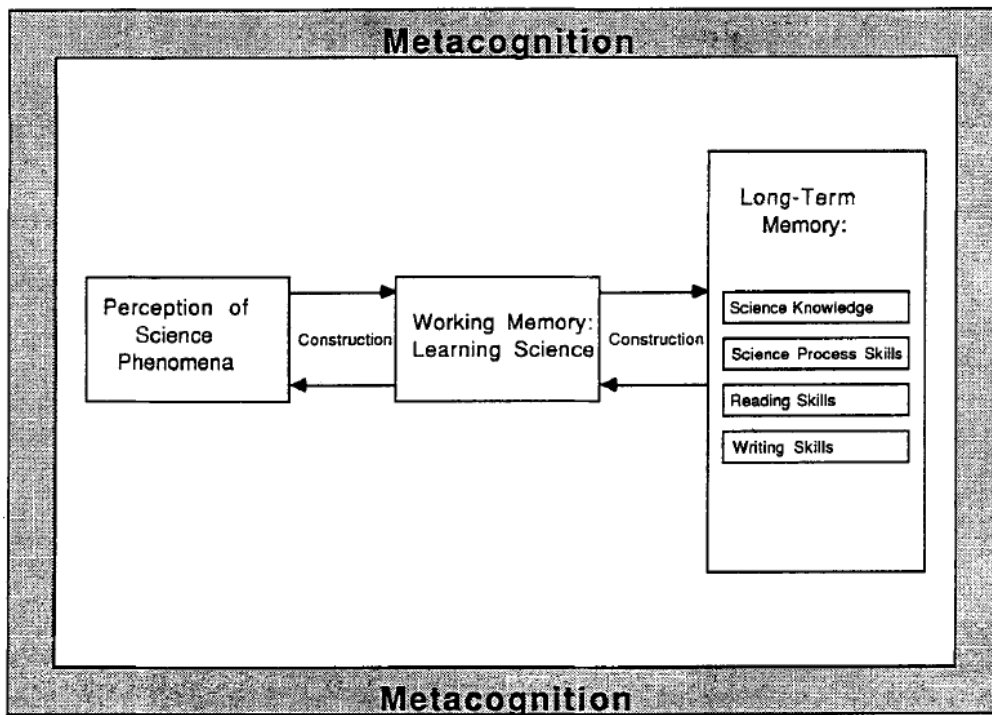 Metacognition
Perception of
Science
Phenomena
Construction
Working Memory:
Learning Science
Construction
Long-Term
Memory:
Science Knowledge
Science Process Skills
Reading Skills
Writing Skills
Metacognition